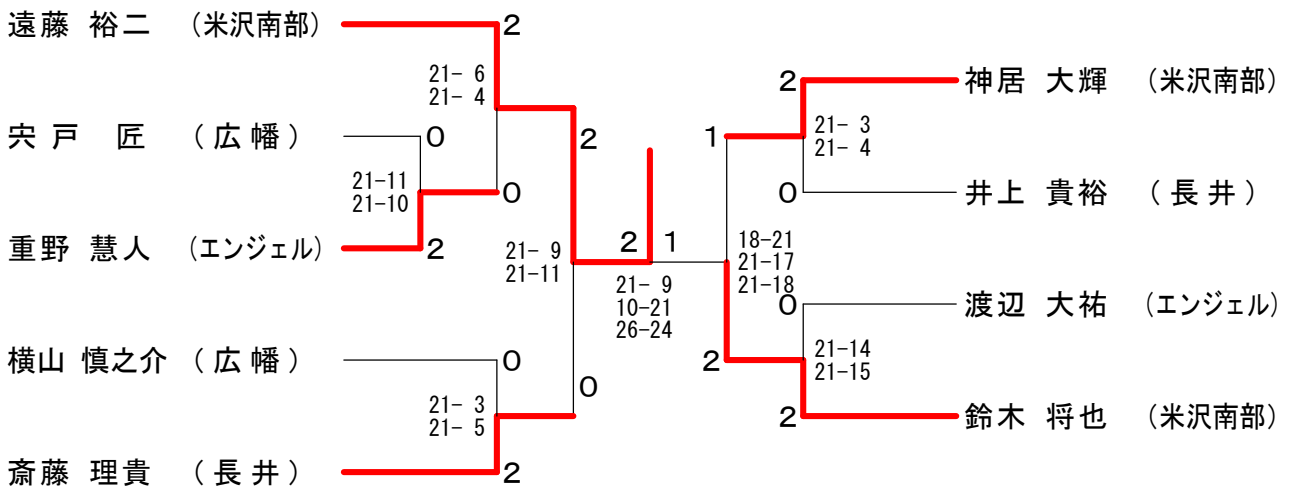 遠藤 裕二 （米沢南部） 2
21- 6
21- 4
宍戸 匠 （広幡） 0
21-11
21-10
0
重野 慧人 （エンジェル） 2
2
21- 9
21-11
横山 慎之介 （広幡） 0
21- 3
21- 5
0
斎藤 理貴 （長井） 2
2 1
21- 9
10-21
26-24
2 神居 大輝 （米沢南部）
1
21- 3
21- 4
0 井上 貴裕 （長井）
18-21
21-17
21-18
0 渡辺 大祐 （エンジェル）
2
21-14
21-15
2 鈴木 将也 （米沢南部）